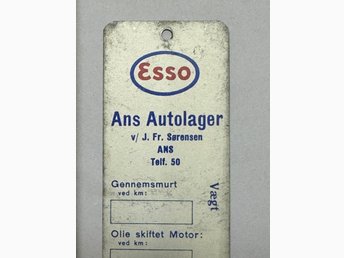 Esso
Ans Autolager
v/ J. Fr. Sørensen
ANS
Telf. 50
Gennemsmurt
ved km:
Vægt
Olie skiftet Motor:
ved km: